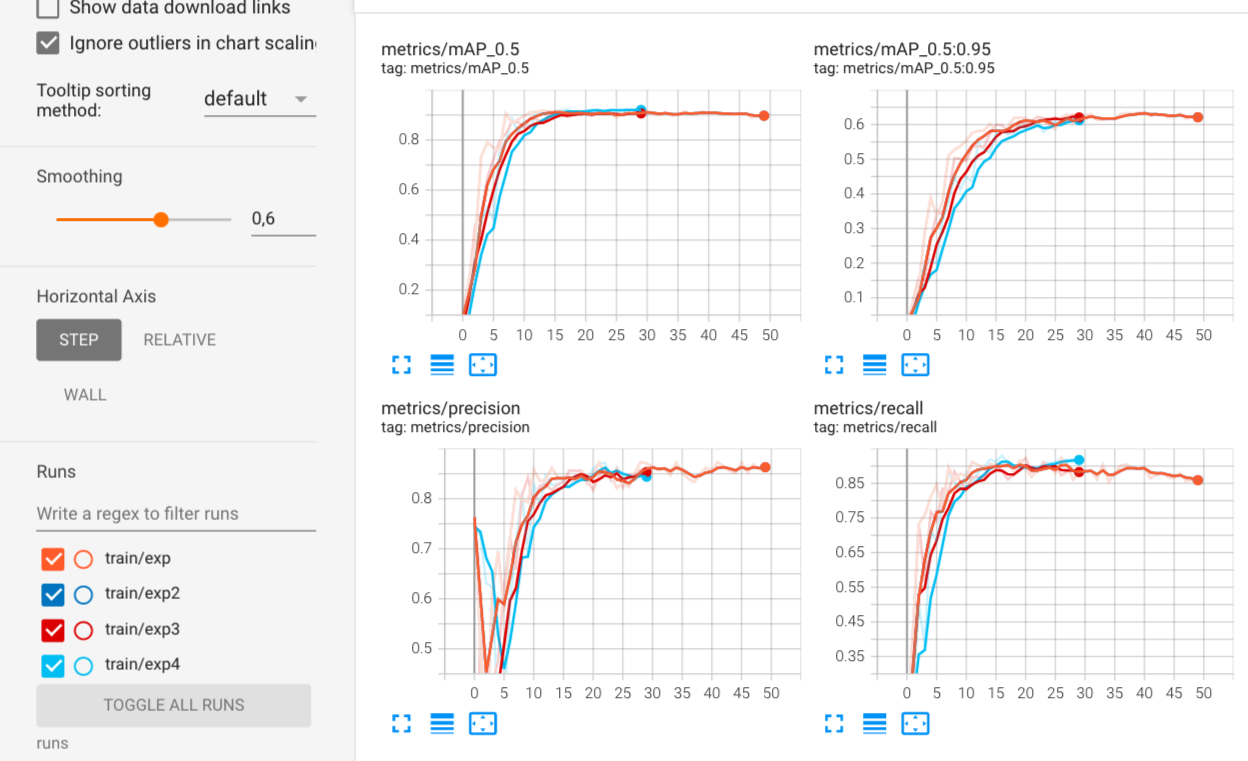 Show data download links
Ignore outliers in chart scalin
Tooltip sorting
method:
default
Smoothing
0,6
Horizontal Axis
STEP
RELATIVE
WALL
Runs
Write a regex to filter runs
train/exp
train/exp2
train/exp3
train/exp4
TOGGLE ALL RUNS
runs
metrics/mAP_0.5
tag: metrics/mAP_0.5
0.8
0.6
0.4
0.2
0 5 10 15 20 25 30 35 40 45 50
metrics/mAP_0.5:0.95
tag: metrics/mAP_0.5:0.95
0.6
0.5
0.4
0.3
0.2
0.1
0 5 10 15 20 25 30 35 40 45 50
metrics/precision
tag: metrics/precision
0.8
0.7
0.6
0.5
0 5 10 15 20 25 30 35 40 45 50
metrics/recall
tag: metrics/recall
0.85
0.75
0.65
0.55
0.45
0.35
0 5 10 15 20 25 30 35 40 45 50